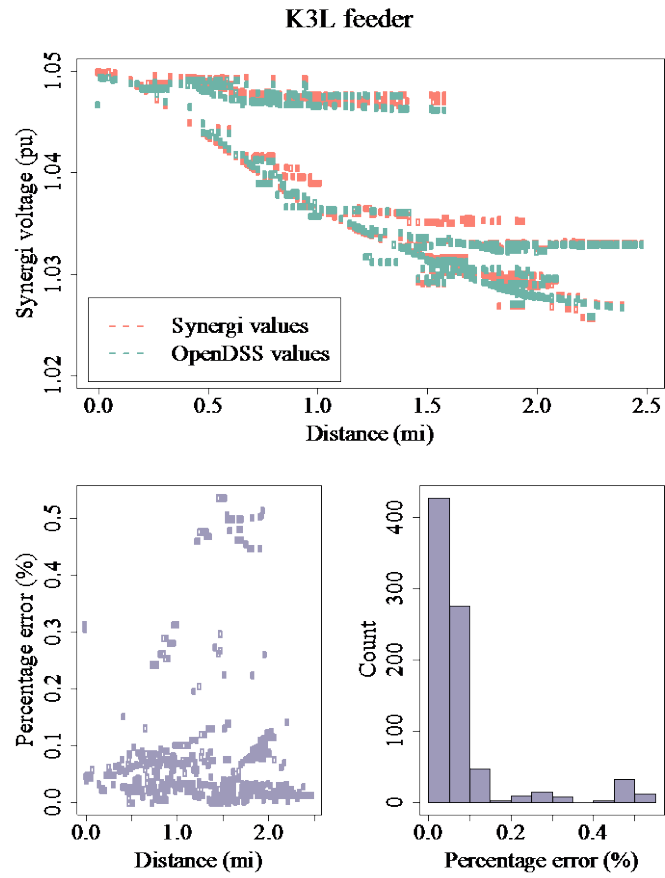 K3L feeder
Synergi voltage (pu)
1.05
1.04
1.03
1.02
Synergi values
OpenDSS values
0.0 0.5 1.0 1.5 2.0 2.5
Distance (mi)
Percentage error (%)
0.5
0.4
0.3
0.2
0.1
0.0
0.0 1.0 2.0
Distance (mi)
Count
400
300
200
100
0
0.0 0.2 0.4
Percentage error (%)